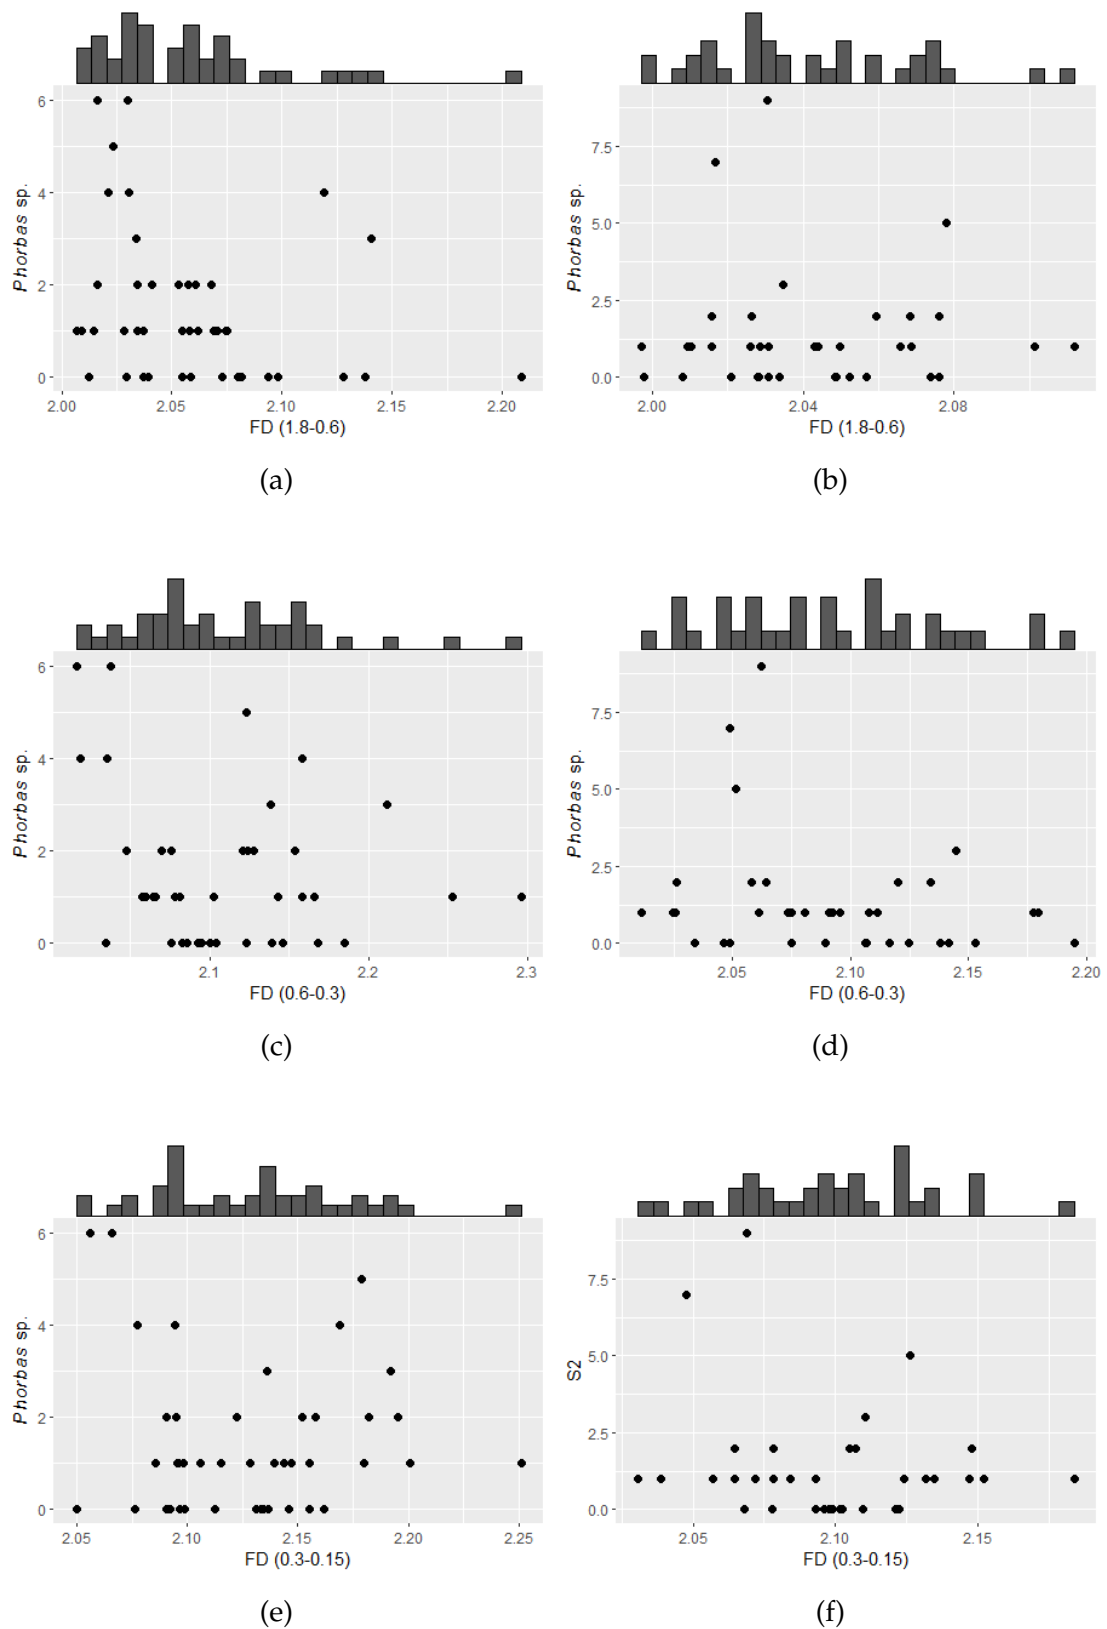 6
4
2
0
Phorbas sp.
2.00 2.05 2.10 2.15 2.20
FD (1.8-0.6)
(a)
7.5
5.0
2.5
0.0
Phorbas sp.
2.00 2.04 2.08
FD (1.8-0.6)
(b)
6
4
2
0
Phorbas sp.
2.1 2.2 2.3
FD (0.6-0.3)
(c)
7.5
5.0
2.5
0.0
Phorbas sp.
2.05 2.10 2.15 2.20
FD (0.6-0.3)
(d)
6
4
2
0
Phorbas sp.
2.05 2.10 2.15 2.20 2.25
FD (0.3-0.15)
(e)
7.5
5.0
2.5
0.0
S2
2.05 2.10 2.15
FD (0.3-0.15)
(f)